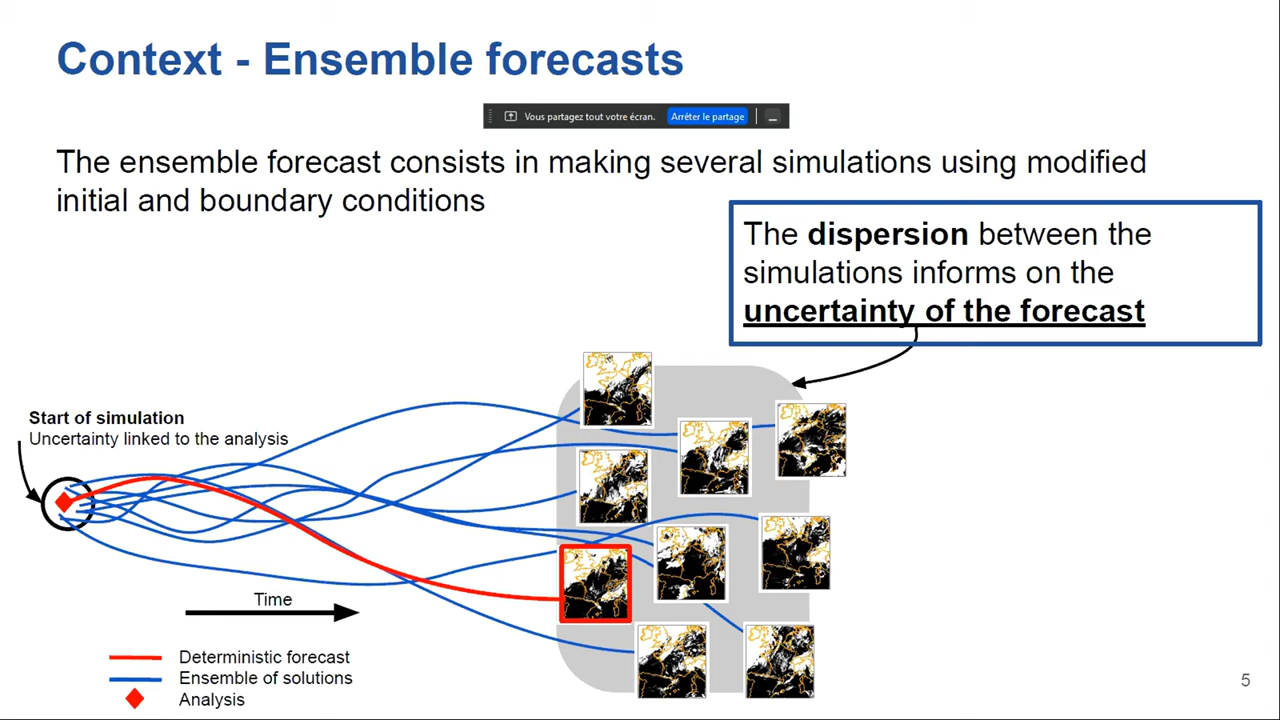 Context - Ensemble forecasts
Vous partagez tout votre écran. Arrêter le partage
The ensemble forecast consists in making several simulations using modified
initial and boundary conditions
The dispersion between the
simulations informs on the
uncertainty of the forecast
Start of simulation
Uncertainty linked to the analysis
Time
Deterministic forecast
Ensemble of solutions
Analysis
5